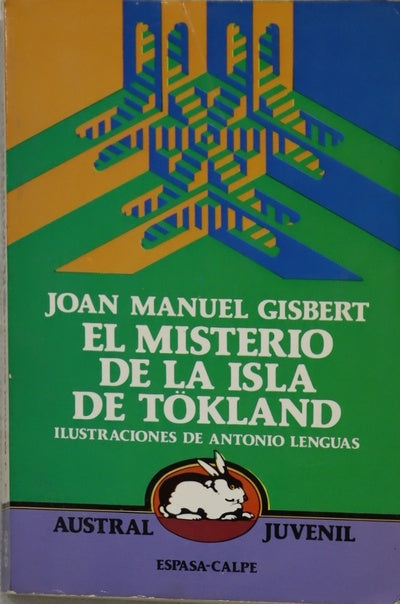 JOAN MANUEL GISBERT
EL MISTERIO
DE LA ISLA
DE TÖKLAND
ILUSTRACIONES DE ANTONIO LENGUAS
AUSTRAL JUVENIL
ESPASA-CALPE